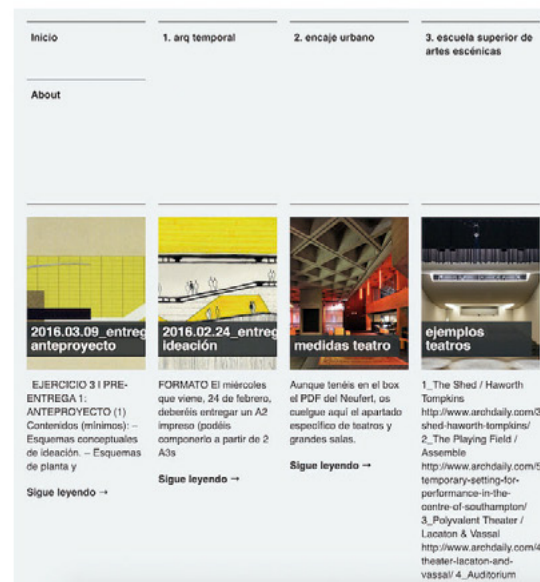 Inicio
1. arq temporal
2. encaje urbano
3. escuela superior de
artes escénicas
About
2016.03.09_entreg
anteproyecto
EJERCICIO 3 I PRE-
ENTREGA 1:
ANTEPROYECTO (1)
Contenidos (mínimos): –
Esquemas conceptuales
de ideación. – Esquemas
de planta y
Sigue leyendo →
2016.02.24_entreg
ideación
FORMATO El miércoles
que viene, 24 de febrero,
deberéis entregar un A2
impreso (podéis
componerlo a partir de 2
A3s
Sigue leyendo →
medidas teatro
Aunque tenéis en el box
el PDF del Neufert, os
cuelgue aquí el apartado
específico de teatros y
grandes salas.
Sigue leyendo →
ejemplos
teatros
1_The Shed / Haworth
Tompkins
http://www.archdaily.com/3
shed-haworth-tompkins/
2_The Playing Field /
Assemble
http://www.archdaily.com/5
temporary-setting-for-
performance-in-the-
centre-of-southampton/
3_Polyvalent Theater /
Lacaton & Vassal
http://www.archdaily.com/4
theater-lacaton-and-
vassal/ 4_Auditorium